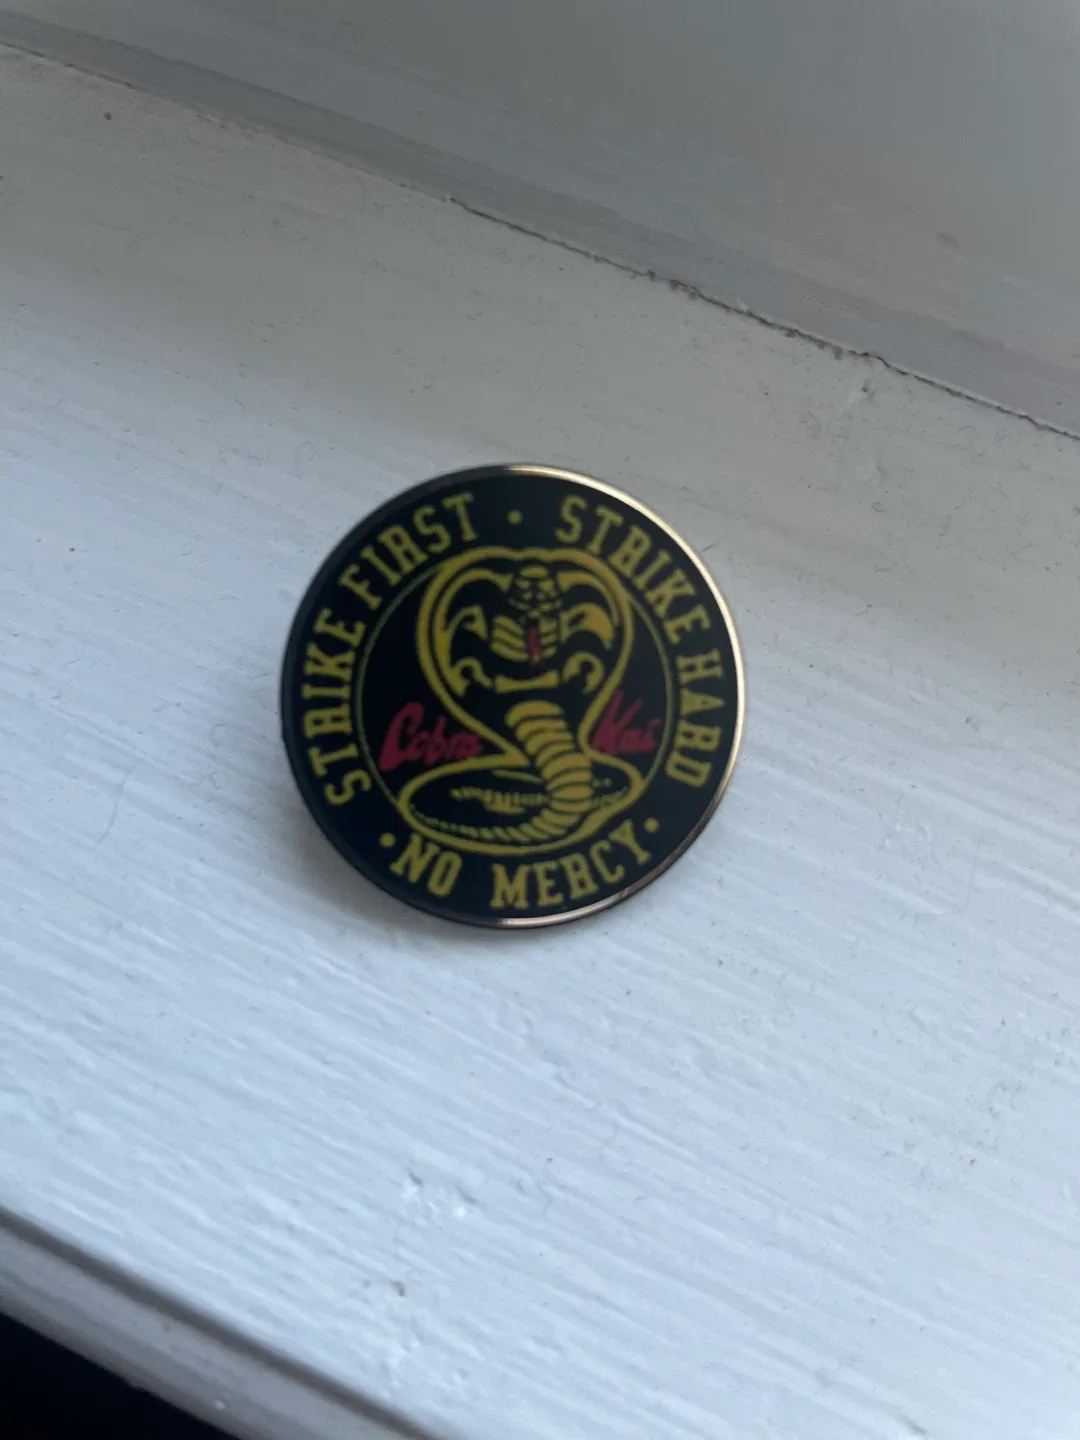 STRIKE FIRST • STRIKE HARD
Cobra Kai
• NO MERCY •